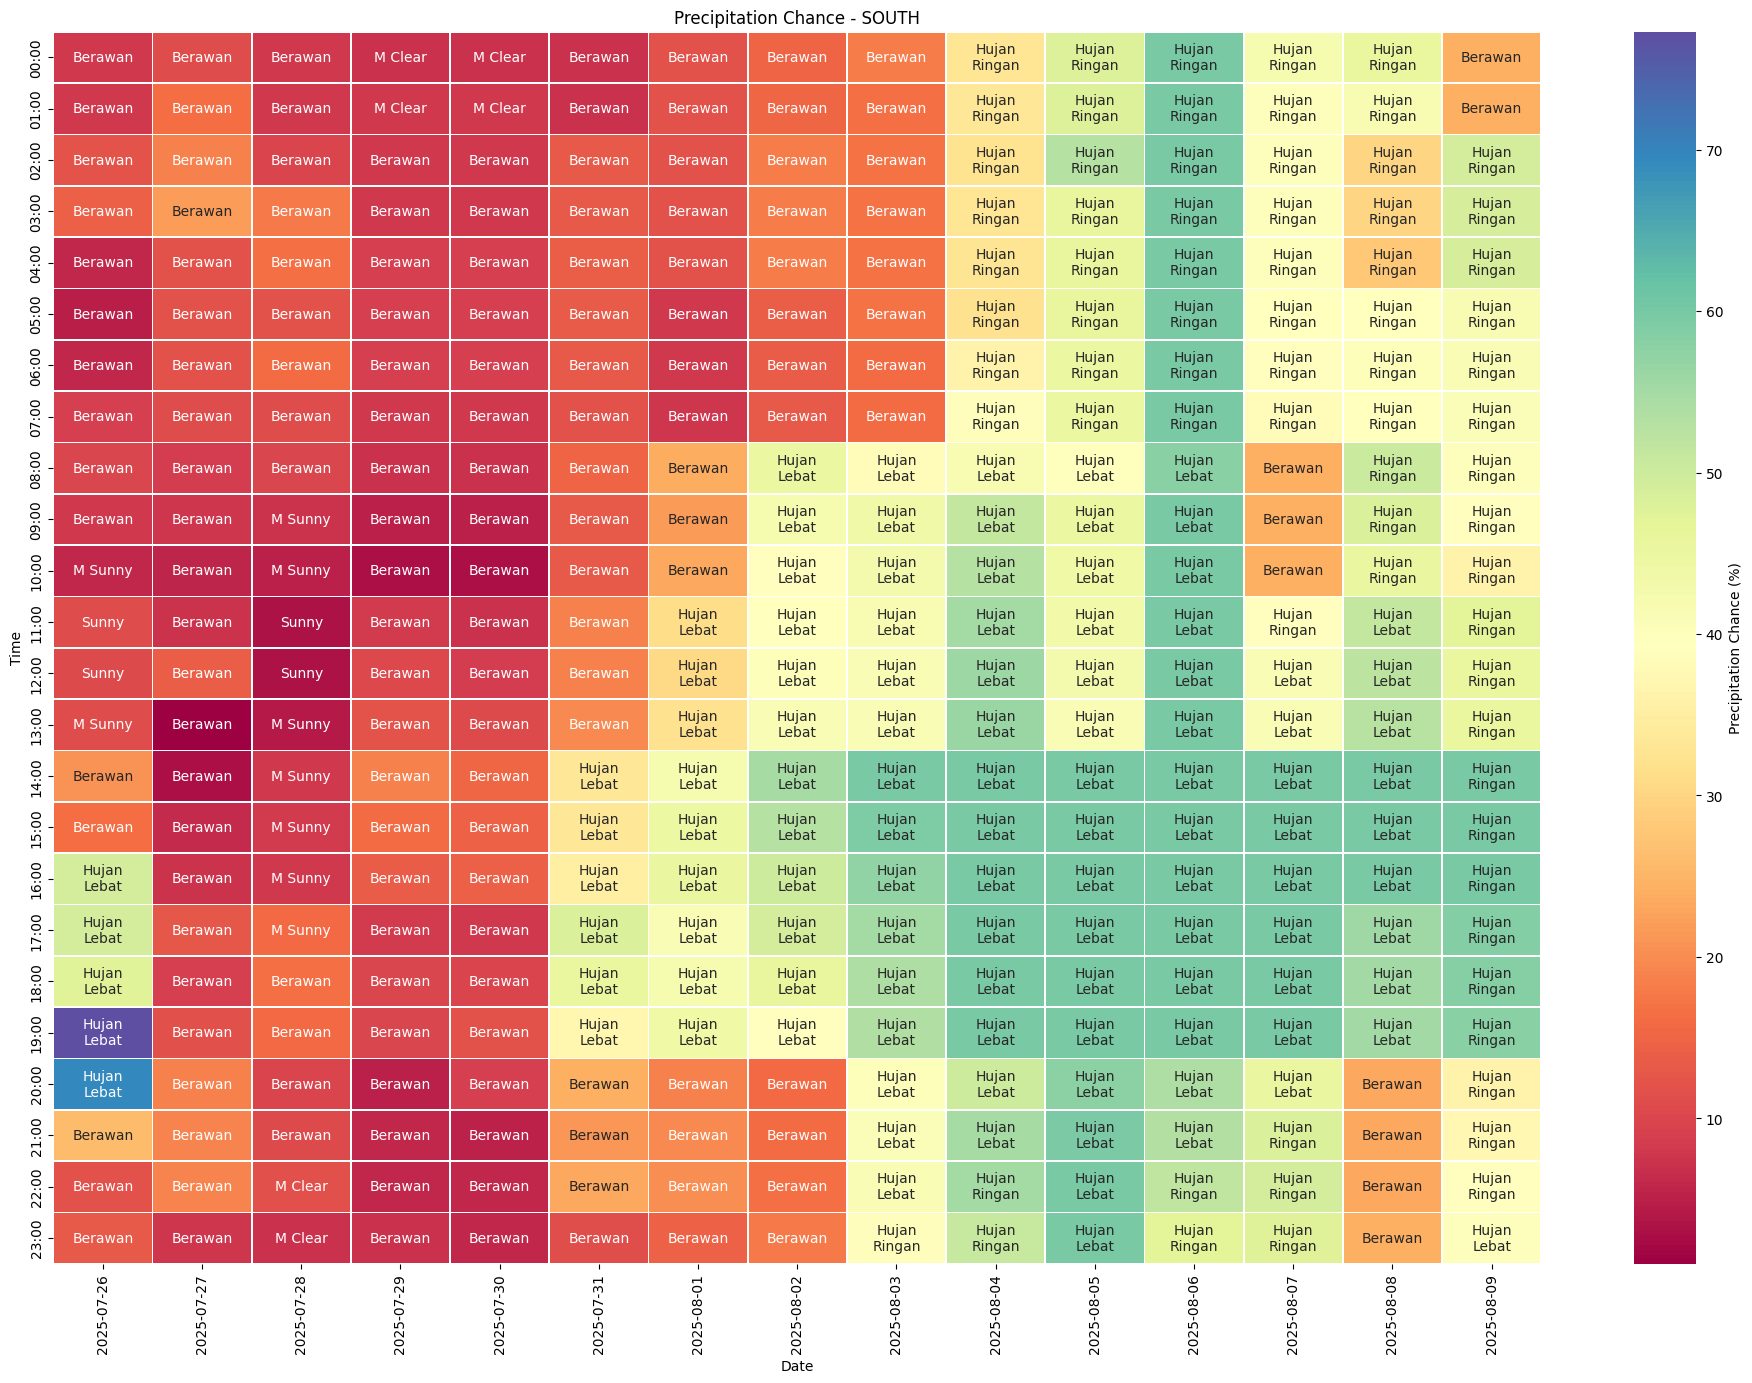 Precipitation Chance - SOUTH
00:00 Berawan Berawan Berawan M Clear M Clear Berawan Berawan Berawan Berawan Hujan Ringan Hujan Ringan Hujan Ringan Hujan Ringan Hujan Ringan Berawan
01:00 Berawan Berawan Berawan M Clear M Clear Berawan Berawan Berawan Berawan Hujan Ringan Hujan Ringan Hujan Ringan Hujan Ringan Hujan Ringan Berawan
02:00 Berawan Berawan Berawan Berawan Berawan Berawan Berawan Berawan Berawan Hujan Ringan Hujan Ringan Hujan Ringan Hujan Ringan Hujan Ringan Hujan Ringan
03:00 Berawan Berawan Berawan Berawan Berawan Berawan Berawan Berawan Berawan Hujan Ringan Hujan Ringan Hujan Ringan Hujan Ringan Hujan Ringan Hujan Ringan
04:00 Berawan Berawan Berawan Berawan Berawan Berawan Berawan Berawan Berawan Hujan Ringan Hujan Ringan Hujan Ringan Hujan Ringan Hujan Ringan Hujan Ringan
05:00 Berawan Berawan Berawan Berawan Berawan Berawan Berawan Berawan Berawan Hujan Ringan Hujan Ringan Hujan Ringan Hujan Ringan Hujan Ringan Hujan Ringan
06:00 Berawan Berawan Berawan Berawan Berawan Berawan Berawan Berawan Berawan Hujan Ringan Hujan Ringan Hujan Ringan Hujan Ringan Hujan Ringan Hujan Ringan
07:00 Berawan Berawan Berawan Berawan Berawan Berawan Berawan Berawan Berawan Hujan Ringan Hujan Ringan Hujan Ringan Hujan Ringan Hujan Ringan Hujan Ringan
08:00 Berawan Berawan Berawan Berawan Berawan Berawan Berawan Hujan Lebat Hujan Lebat Hujan Lebat Hujan Lebat Hujan Lebat Berawan Hujan Ringan Hujan Ringan
09:00 Berawan Berawan M Sunny Berawan Berawan Berawan Berawan Hujan Lebat Hujan Lebat Hujan Lebat Hujan Lebat Hujan Lebat Berawan Hujan Ringan Hujan Ringan
10:00 M Sunny Berawan M Sunny Berawan Berawan Berawan Berawan Hujan Lebat Hujan Lebat Hujan Lebat Hujan Lebat Hujan Lebat Berawan Hujan Ringan Hujan Ringan
11:00 Sunny Berawan Sunny Berawan Berawan Berawan Hujan Lebat Hujan Lebat Hujan Lebat Hujan Lebat Hujan Lebat Hujan Lebat Hujan Ringan Hujan Lebat Hujan Ringan
12:00 Sunny Berawan Sunny Berawan Berawan Berawan Hujan Lebat Hujan Lebat Hujan Lebat Hujan Lebat Hujan Lebat Hujan Lebat Hujan Lebat Hujan Lebat Hujan Ringan
13:00 M Sunny Berawan M Sunny Berawan Berawan Berawan Hujan Lebat Hujan Lebat Hujan Lebat Hujan Lebat Hujan Lebat Hujan Lebat Hujan Lebat Hujan Lebat Hujan Ringan
14:00 Berawan Berawan M Sunny Berawan Berawan Hujan Lebat Hujan Lebat Hujan Lebat Hujan Lebat Hujan Lebat Hujan Lebat Hujan Lebat Hujan Lebat Hujan Lebat Hujan Ringan
15:00 Berawan Berawan M Sunny Berawan Berawan Hujan Lebat Hujan Lebat Hujan Lebat Hujan Lebat Hujan Lebat Hujan Lebat Hujan Lebat Hujan Lebat Hujan Lebat Hujan Ringan
16:00 Hujan Lebat Berawan M Sunny Berawan Berawan Hujan Lebat Hujan Lebat Hujan Lebat Hujan Lebat Hujan Lebat Hujan Lebat Hujan Lebat Hujan Lebat Hujan Lebat Hujan Ringan
17:00 Hujan Lebat Berawan M Sunny Berawan Berawan Hujan Lebat Hujan Lebat Hujan Lebat Hujan Lebat Hujan Lebat Hujan Lebat Hujan Lebat Hujan Lebat Hujan Lebat Hujan Ringan
18:00 Hujan Lebat Berawan Berawan Berawan Berawan Hujan Lebat Hujan Lebat Hujan Lebat Hujan Lebat Hujan Lebat Hujan Lebat Hujan Lebat Hujan Lebat Hujan Lebat Hujan Ringan
19:00 Hujan Lebat Berawan Berawan Berawan Berawan Hujan Lebat Hujan Lebat Hujan Lebat Hujan Lebat Hujan Lebat Hujan Lebat Hujan Lebat Hujan Lebat Hujan Lebat Hujan Ringan
20:00 Hujan Lebat Berawan Berawan Berawan Berawan Berawan Berawan Berawan Hujan Lebat Hujan Lebat Hujan Lebat Hujan Lebat Hujan Lebat Berawan Hujan Ringan
21:00 Berawan Berawan Berawan Berawan Berawan Berawan Berawan Berawan Hujan Lebat Hujan Lebat Hujan Lebat Hujan Lebat Hujan Ringan Berawan Hujan Ringan
22:00 Berawan Berawan M Clear Berawan Berawan Berawan Berawan Berawan Hujan Lebat Hujan Ringan Hujan Lebat Hujan Ringan Hujan Ringan Berawan Hujan Ringan
23:00 Berawan Berawan M Clear Berawan Berawan Berawan Berawan Berawan Hujan Ringan Hujan Ringan Hujan Lebat Hujan Ringan Hujan Ringan Berawan Hujan Lebat
Time
2025-07-26 2025-07-27 2025-07-28 2025-07-29 2025-07-30 2025-07-31 2025-08-01 2025-08-02 2025-08-03 2025-08-04 2025-08-05 2025-08-06 2025-08-07 2025-08-08 2025-08-09
Date
70
60
50
40
30
20
10
Precipitation Chance (%)